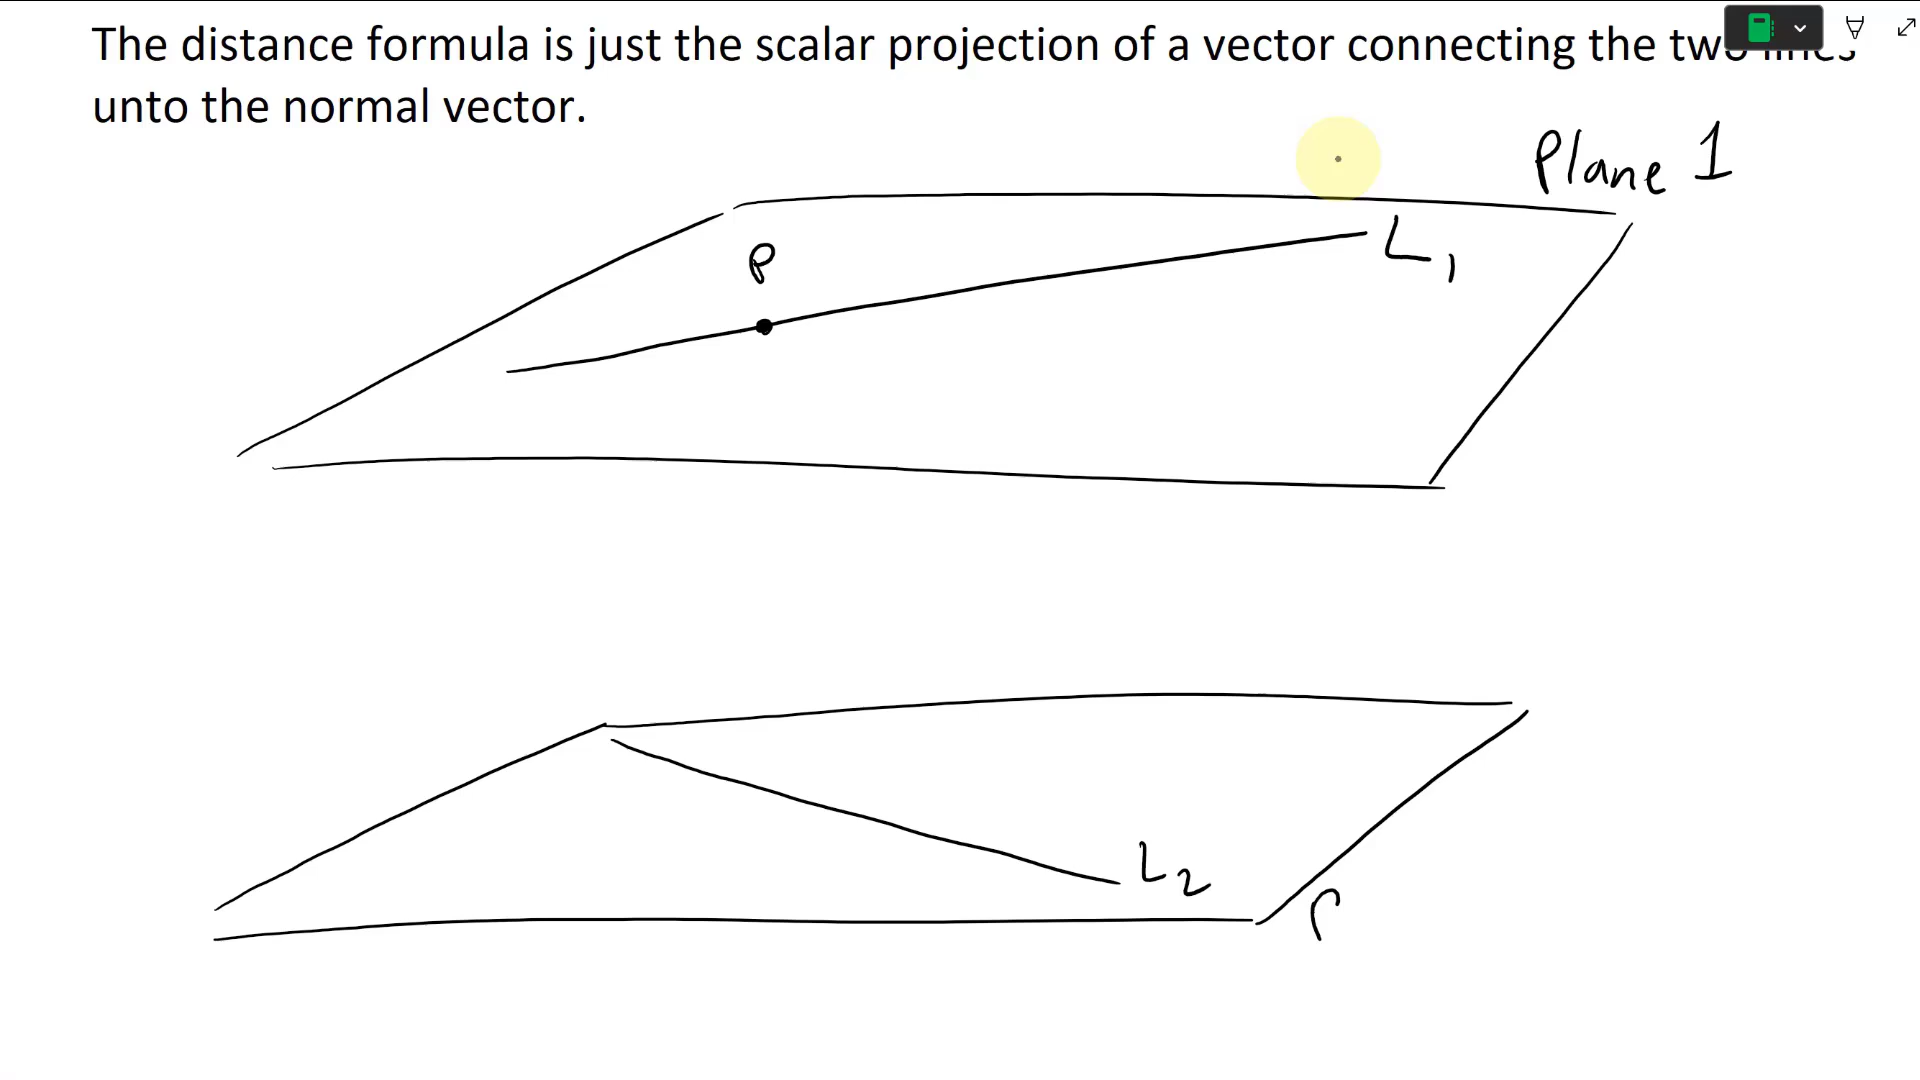 The distance formula is just the scalar projection of a vector connecting the two lines
unto the normal vector.
Plane 1
P
L1
L2
P